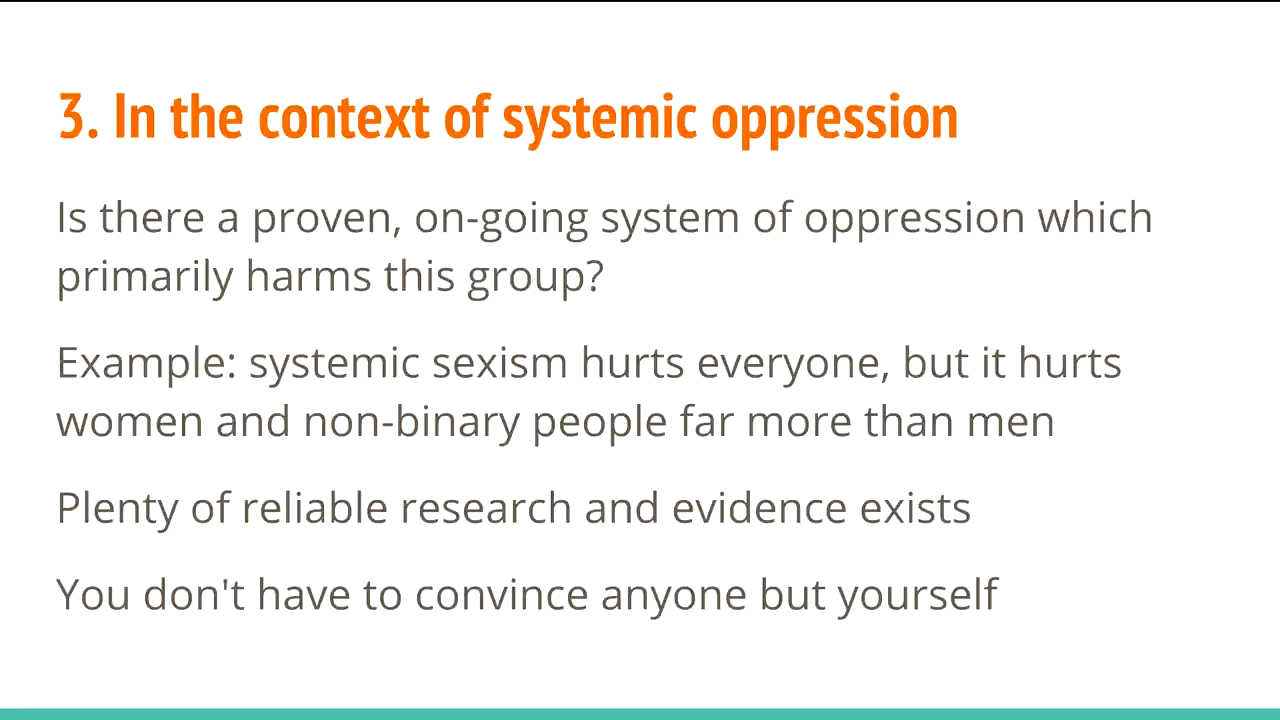 3. In the context of systemic oppression
Is there a proven, on-going system of oppression which
primarily harms this group?
Example: systemic sexism hurts everyone, but it hurts
women and non-binary people far more than men
Plenty of reliable research and evidence exists
You don't have to convince anyone but yourself